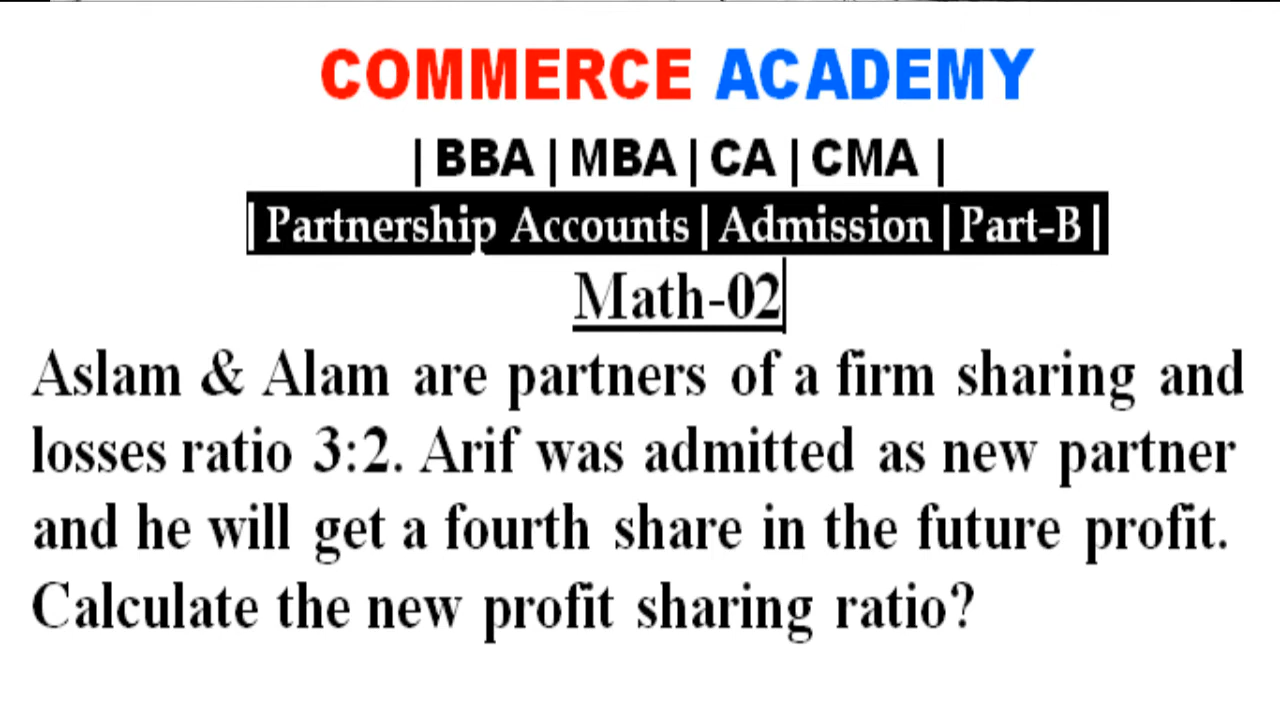 COMMERCE ACADEMY
| BBA | MBA | CA | CMA |
| Partnership Accounts | Admission | Part-B |
Math-02
Aslam & Alam are partners of a firm sharing and
losses ratio 3:2. Arif was admitted as new partner
and he will get a fourth share in the future profit.
Calculate the new profit sharing ratio?